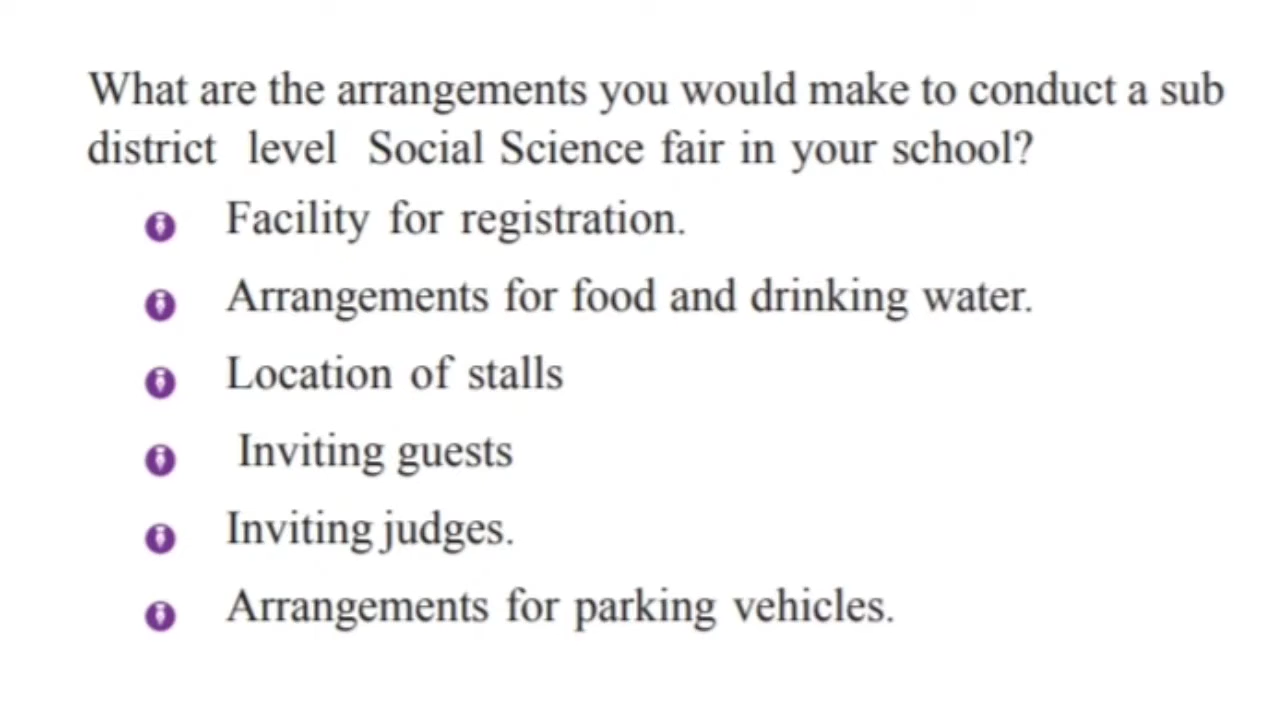 What are the arrangements you would make to conduct a sub
district level Social Science fair in your school?
Facility for registration.
Arrangements for food and drinking water.
Location of stalls
Inviting guests
Inviting judges.
Arrangements for parking vehicles.